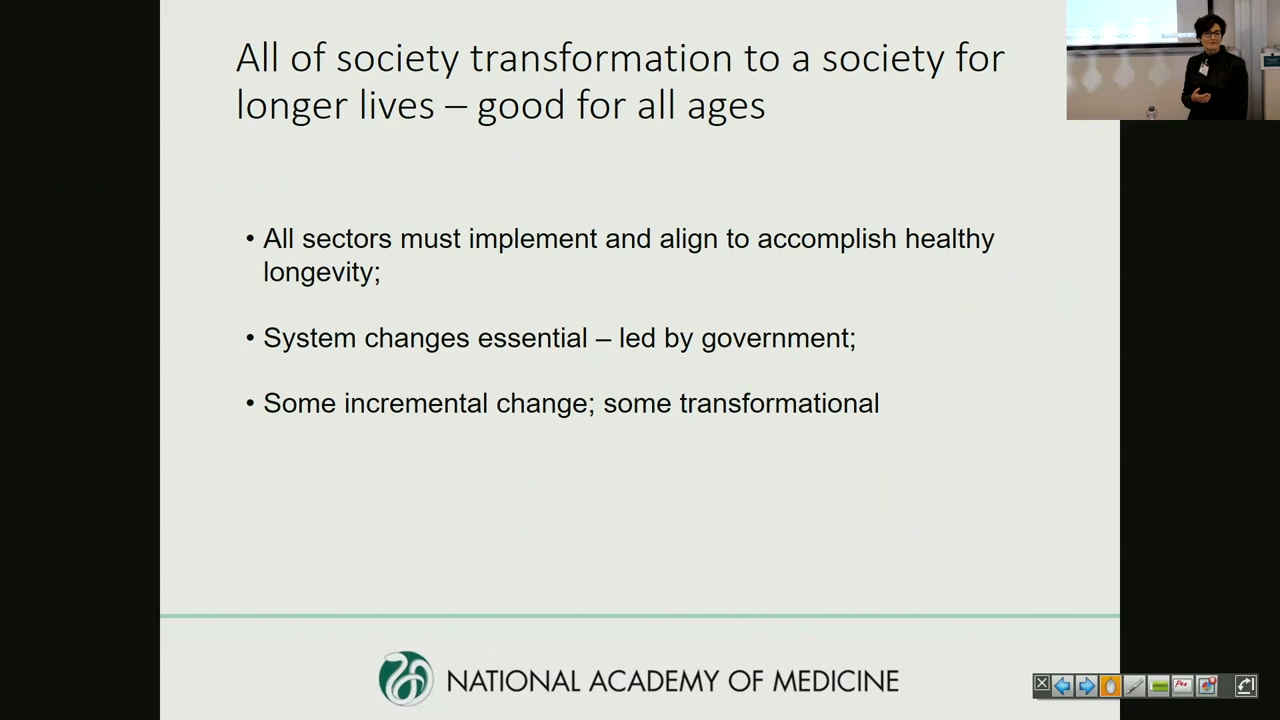 All of society transformation to a society for
longer lives – good for all ages
• All sectors must implement and align to accomplish healthy
longevity;
• System changes essential – led by government;
• Some incremental change; some transformational
NATIONAL ACADEMY OF MEDICINE